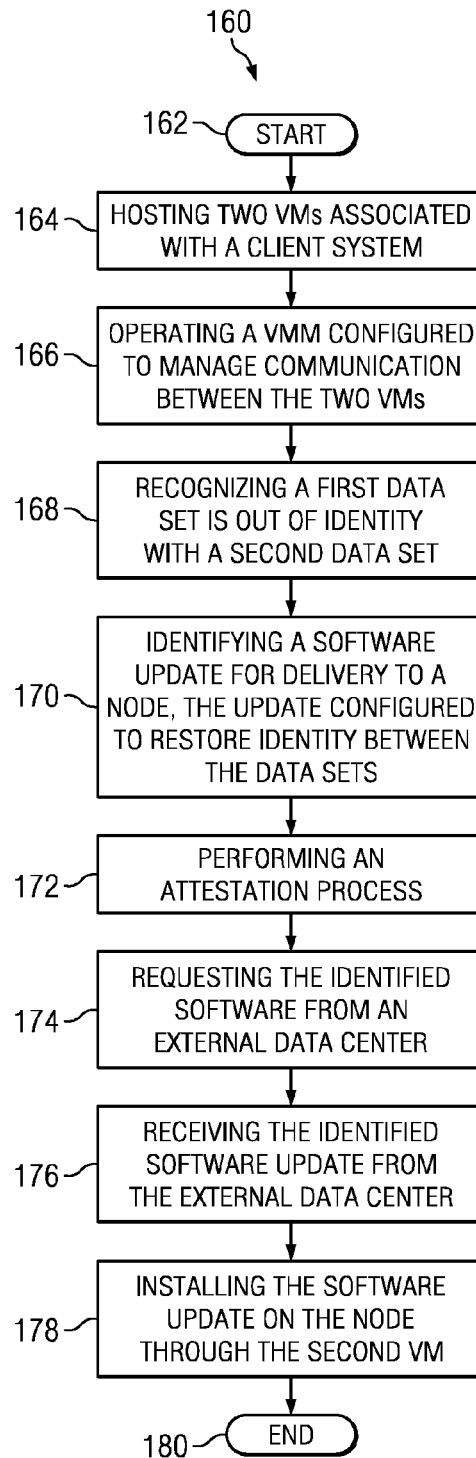 160
162
START
164
HOSTING TWO VMs ASSOCIATED
WITH A CLIENT SYSTEM
166
OPERATING A VMM CONFIGURED
TO MANAGE COMMUNICATION
BETWEEN THE TWO VMs
168
RECOGNIZING A FIRST DATA
SET IS OUT OF IDENTITY
WITH A SECOND DATA SET
170
IDENTIFYING A SOFTWARE
UPDATE FOR DELIVERY TO A
NODE, THE UPDATE CONFIGURED
TO RESTORE IDENTITY BETWEEN
THE DATA SETS
172
PERFORMING AN
ATTESTATION PROCESS
174
REQUESTING THE IDENTIFIED
SOFTWARE FROM AN
EXTERNAL DATA CENTER
176
RECEIVING THE IDENTIFIED
SOFTWARE UPDATE FROM
THE EXTERNAL DATA CENTER
178
INSTALLING THE SOFTWARE
UPDATE ON THE NODE
THROUGH THE SECOND VM
180
END